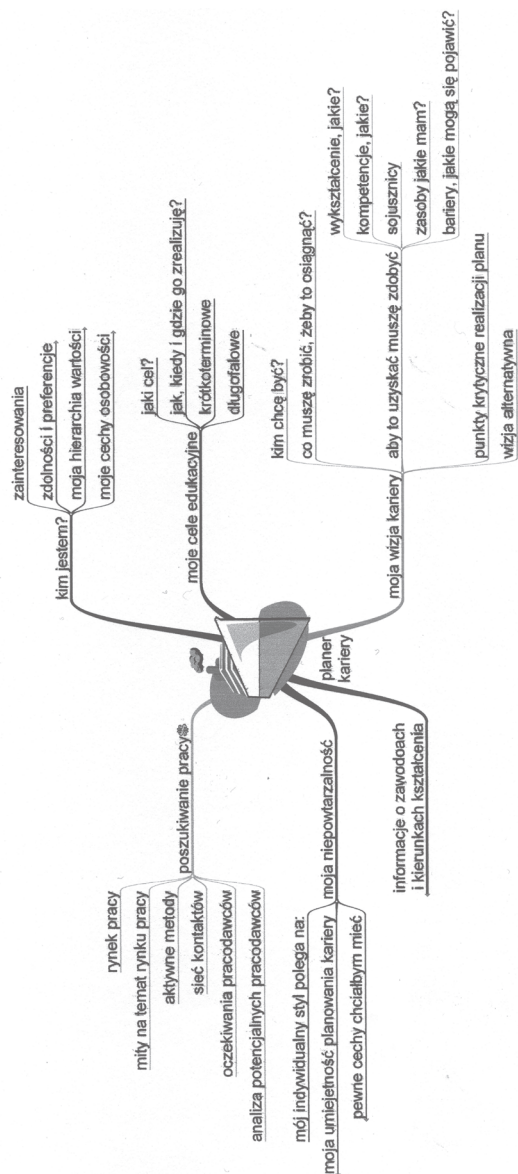 planer
kariery
kim jestem?
zainteresowania
zdolności i preferencje
moja hierarchia wartości
moje cechy osobowości
moje cele edukacyjne
jaki cel?
jak, kiedy i gdzie go zrealizuję?
krótkoterminowe
długofalowe
moja wizja kariery
kim chcę być?
co muszę zrobić, żeby to osiągnąć?
aby to uzyskać muszę zdobyć
wykształcenie, jakie?
kompetencje, jakie?
sojusznicy
zasoby jakie mam?
bariery, jakie mogą się pojawić?
punkty krytyczne realizacji planu
wizja alternatywna
poszukiwanie pracy
rynek pracy
mity na temat rynku pracy
aktywne metody
sieć kontaktów
oczekiwania pracodawców
analizą potencjalnych pracodawców
moja niepowtarzalność
mój indywidualny styl polega na:
moja umiejętność planowania kariery
pewne cechy chciałbym mieć
informacje o zawodoach
i kierunkach kształcenia